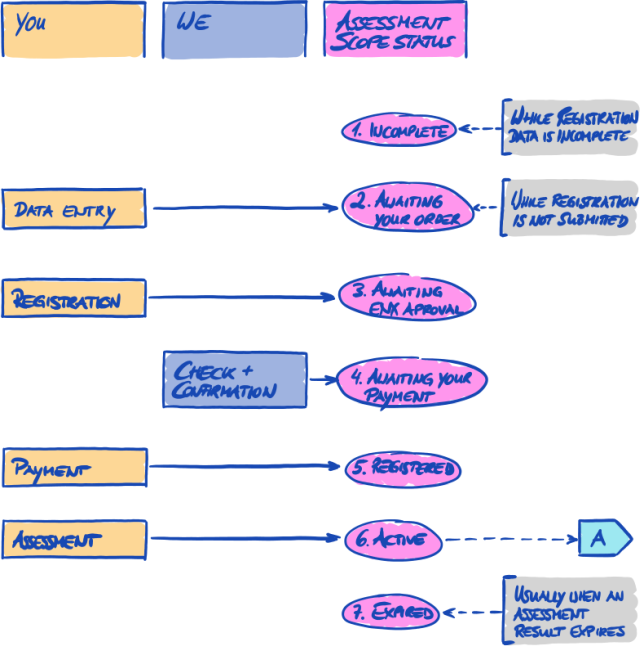 YOU
WE
ASSESSMENT
SCOPE STATUS
1. INCOMPLETE
WHILE REGISTRATION
DATA IS INCOMPLETE
DATA ENTRY
2. AWAITING
YOUR ORDER
WHILE REGISTRATION
IS NOT SUBMITTED
REGISTRATION
3. AWAITING
ENX APROVAL
CHECK +
CONFIRMATION
4. AWAITING YOUR
PAYMENT
PAYMENT
5. REGISTERED
ASSESSMENT
6. ACTIVE
A
7. EXPIRED
USUALLY WHEN AN
ASSESSMENT
RESULT EXPIRES